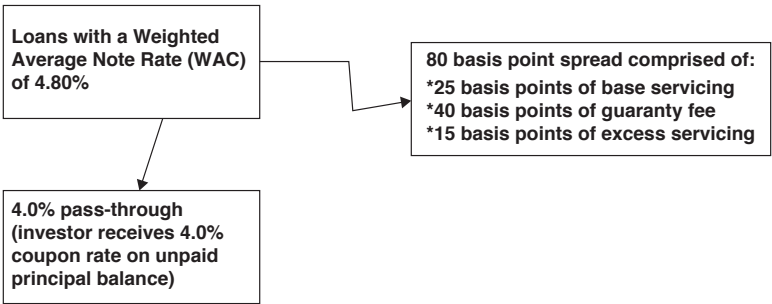 Loans with a Weighted
Average Note Rate (WAC)
of 4.80%
80 basis point spread comprised of:
*25 basis points of base servicing
*40 basis points of guaranty fee
*15 basis points of excess servicing
4.0% pass-through
(investor receives 4.0%
coupon rate on unpaid
principal balance)